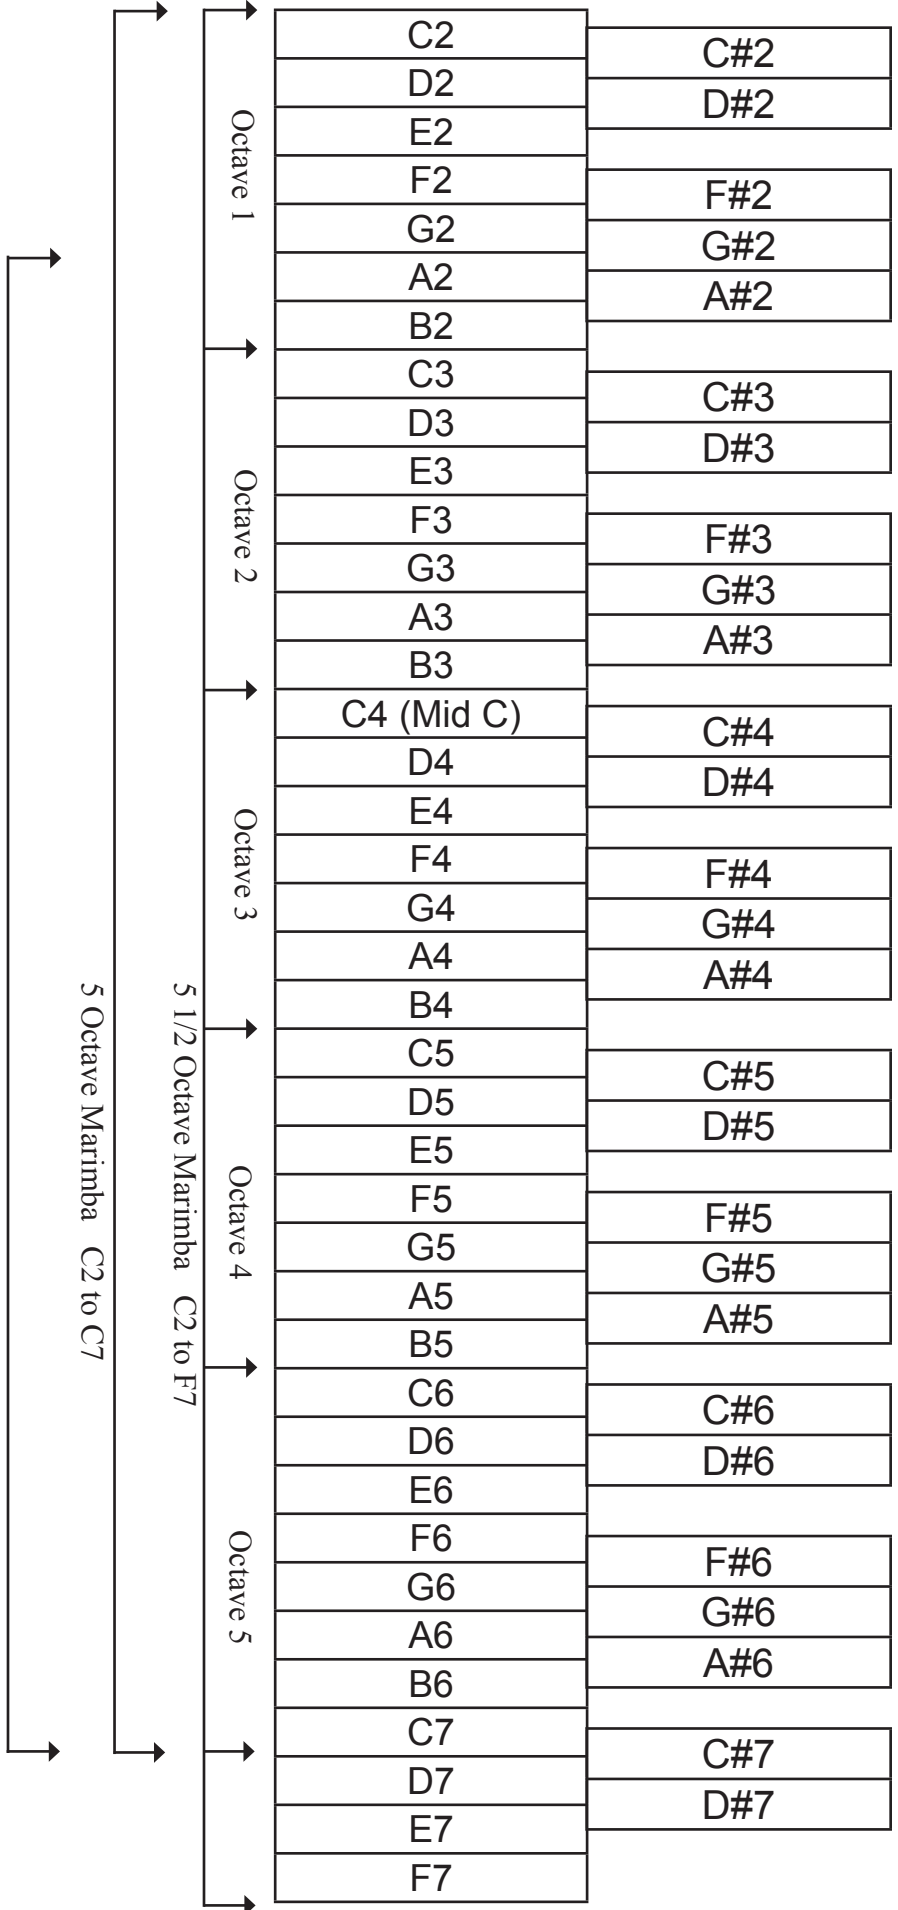 C2
C#2
D2
D#2
E2
F2
F#2
G2
G#2
A2
A#2
B2
C3
C#3
D3
D#3
E3
F3
F#3
G3
G#3
A3
A#3
B3
C4 (Mid C)
C#4
D4
D#4
E4
F4
F#4
G4
G#4
A4
A#4
B4
C5
C#5
D5
D#5
E5
F5
F#5
G5
G#5
A5
A#5
B5
C6
C#6
D6
D#6
E6
F6
F#6
G6
G#6
A6
A#6
B6
C7
C#7
D7
D#7
E7
F7
Octave 1
Octave 2
Octave 3
Octave 4
Octave 5
5 1/2 Octave Marimba C2 to F7
5 Octave Marimba C2 to C7